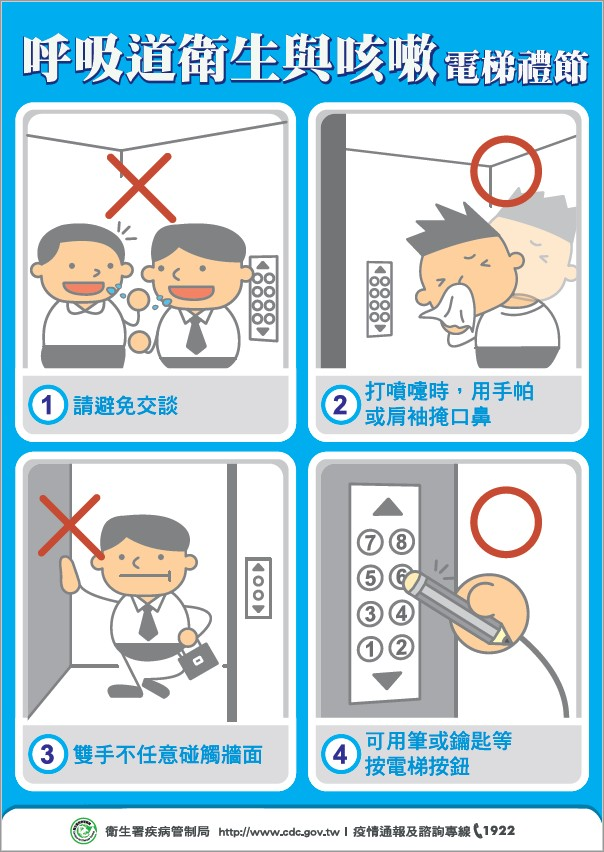 呼吸道衛生與咳嗽 電梯禮節
1 請避免交談
2 打噴嚏時，用手帕
或肩袖掩口鼻
3 雙手不任意碰觸牆面
7 8
5 6
3 4
1 2
4 可用筆或鑰匙等
按電梯按鈕
衛生署疾病管制局 http://www.cdc.gov.tw | 疫情通報及諮詢專線 1922